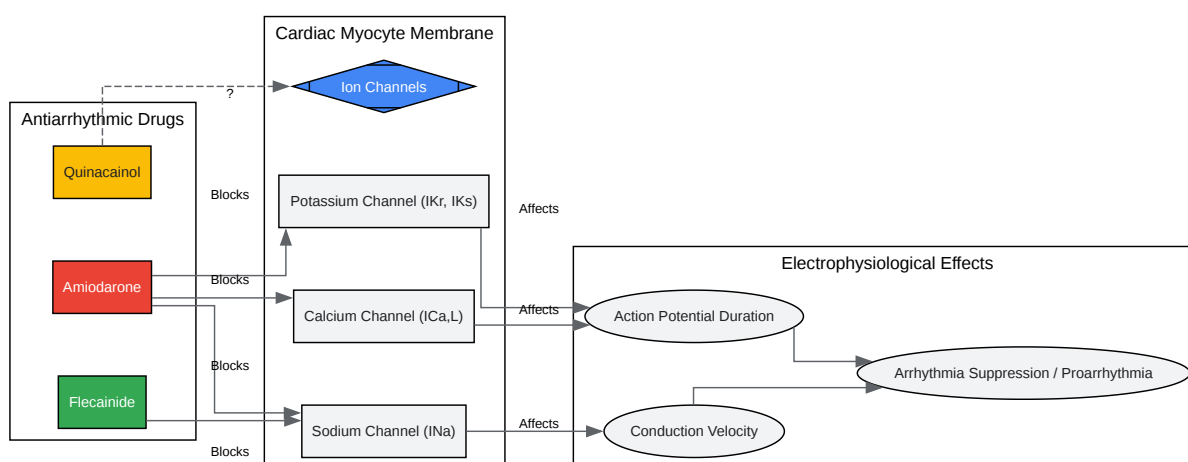 Cardiac Myocyte Membrane
Ion Channels
?
Antiarrhythmic Drugs
Quinacainol
Blocks
Potassium Channel (IKr, IKs)
Affects
Electrophysiological Effects
Amiodarone
Blocks
Calcium Channel (ICa,L)
Affects
Action Potential Duration
Blocks
Arrhythmia Suppression / Proarrhythmia
Flecainide
Sodium Channel (INa)
Affects
Conduction Velocity
Blocks